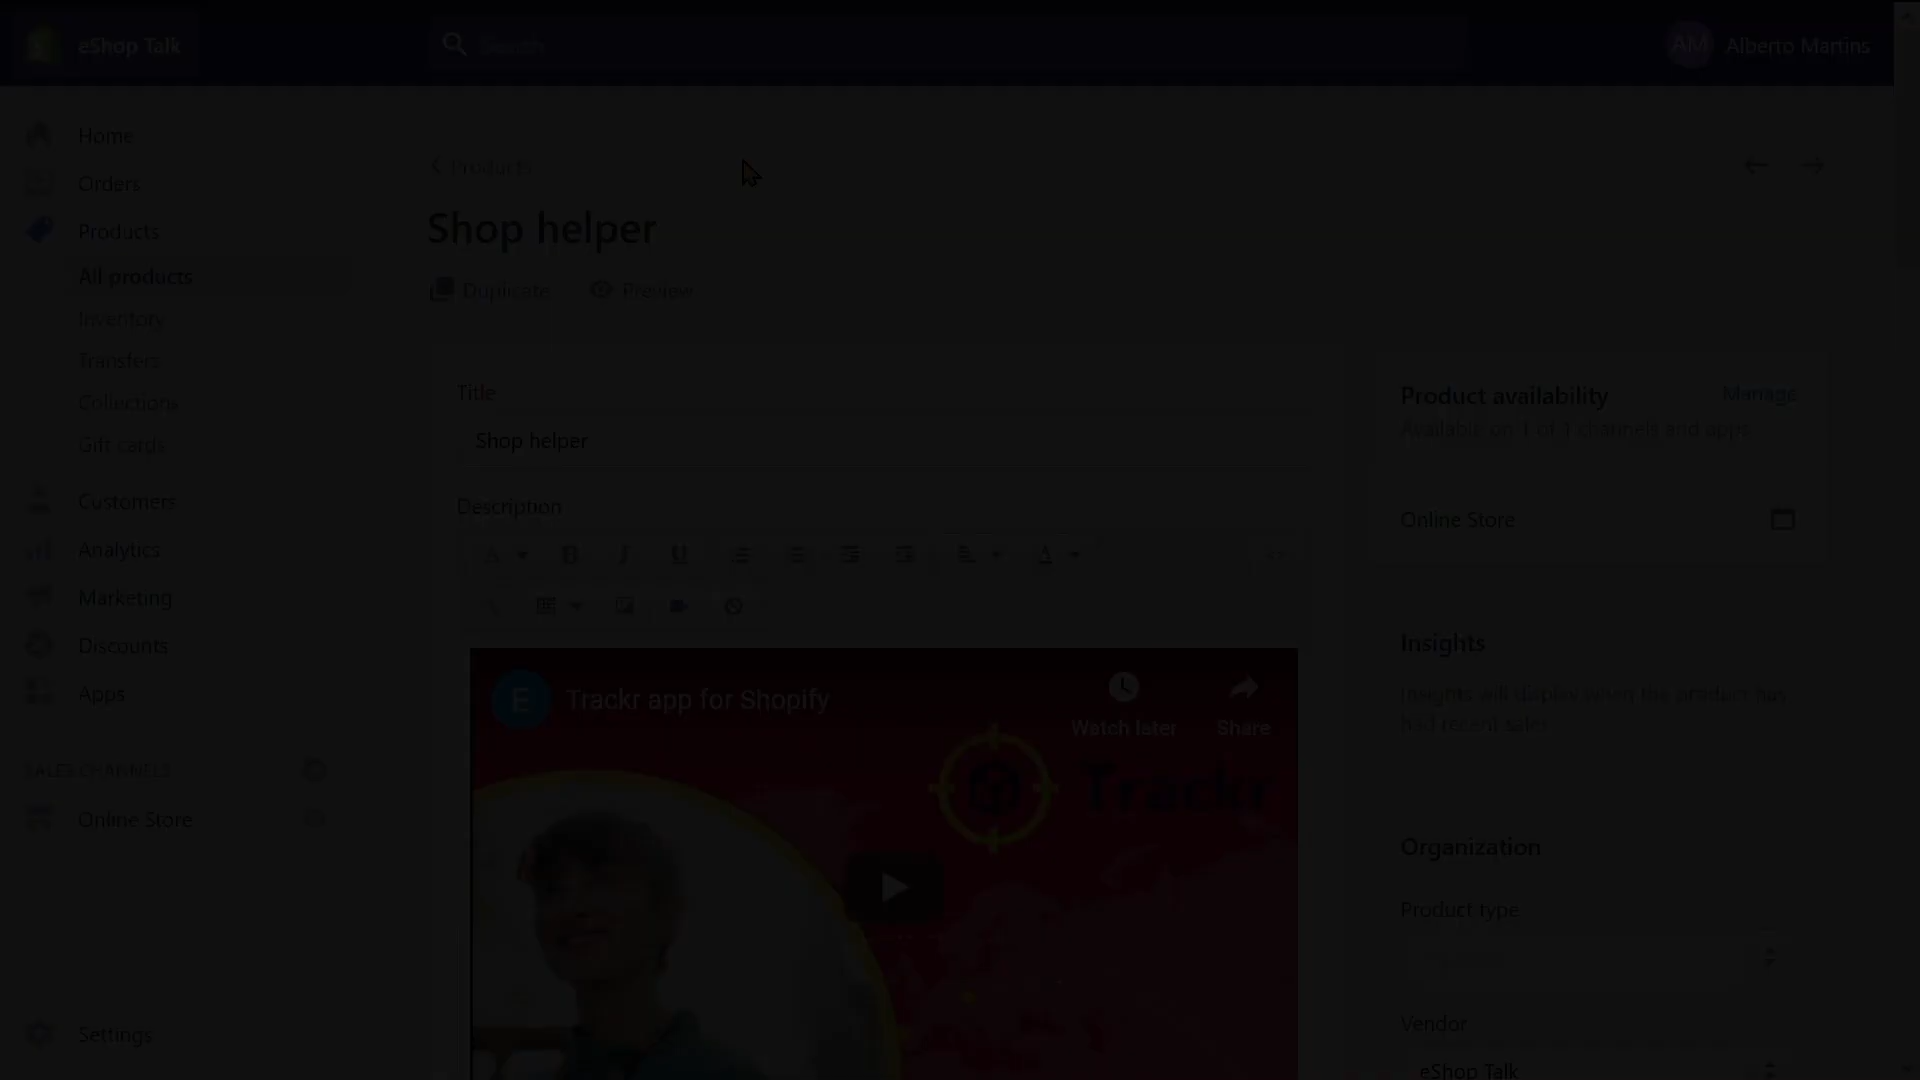 eShop Talk
Search
AM Alberto Martins
Home
Orders
Products
All products
Inventory
Transfers
Collections
Gift cards
Customers
Analytics
Marketing
Discounts
Apps
SALES CHANNELS
Online Store
Settings
Products
Shop helper
Duplicate Preview
Title
Shop helper
Description
E Trackr app for Shopify
Watch later Share
Trackr
Product availability Manage
Available on 1 of 1 channels and apps
Online Store
Insights
Insights will display when the product has
had recent sales
Organization
Product type
Vendor
eShop Talk